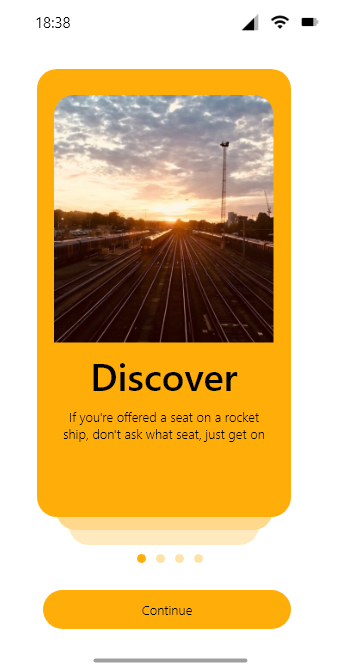 18:38
Discover
If you're offered a seat on a rocket
ship, don't ask what seat, just get on
Continue